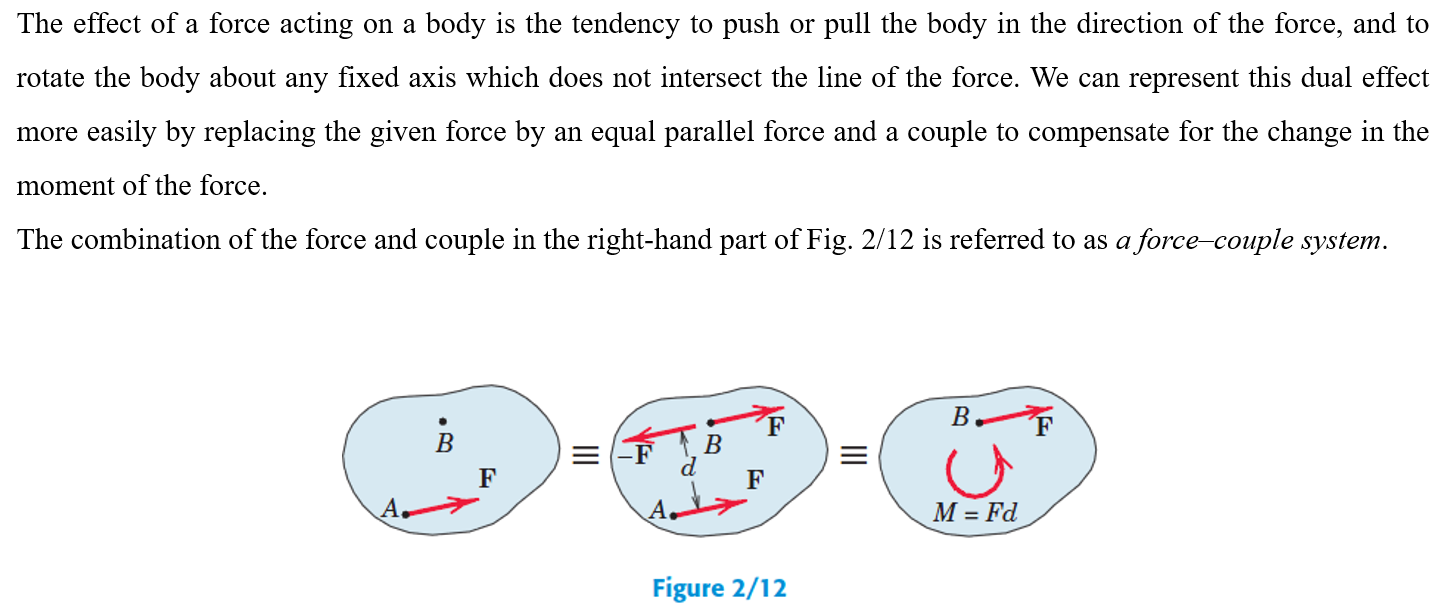 The effect of a force acting on a body is the tendency to push or pull the body in the direction of the force, and to
rotate the body about any fixed axis which does not intersect the line of the force. We can represent this dual effect
more easily by replacing the given force by an equal parallel force and a couple to compensate for the change in the
moment of the force.
The combination of the force and couple in the right-hand part of Fig. 2/12 is referred to as a force–couple system.
B
F
A
≡
–F
d
B
F
F
A
≡
B
F
M = Fd
Figure 2/12